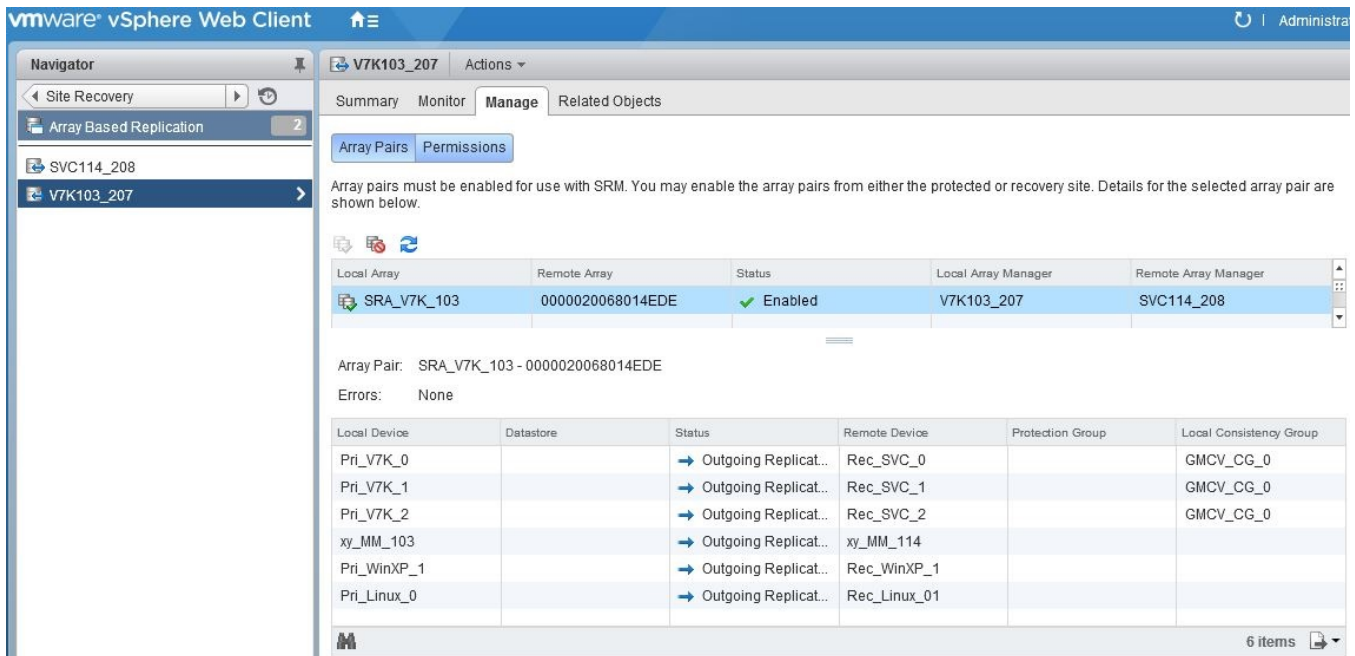 vmware® vSphere Web Client
Administra
Navigator
Site Recovery
Array Based Replication 2
SVC114_208
V7K103_207
V7K103_207 Actions
Summary Monitor Manage Related Objects
Array Pairs Permissions
Array pairs must be enabled for use with SRM. You may enable the array pairs from either the protected or recovery site. Details for the selected array pair are
shown below.
Local Array Remote Array Status Local Array Manager Remote Array Manager
SRA_V7K_103 0000020068014EDE Enabled V7K103_207 SVC114_208
Array Pair: SRA_V7K_103 - 0000020068014EDE
Errors: None
Local Device Datastore Status Remote Device Protection Group Local Consistency Group
Pri_V7K_0 Outgoing Replicat... Rec_SVC_0 GMCV_CG_0
Pri_V7K_1 Outgoing Replicat... Rec_SVC_1 GMCV_CG_0
Pri_V7K_2 Outgoing Replicat... Rec_SVC_2 GMCV_CG_0
xy_MM_103 Outgoing Replicat... xy_MM_114
Pri_WinXP_1 Outgoing Replicat... Rec_WinXP_1
Pri_Linux_0 Outgoing Replicat... Rec_Linux_01
6 items